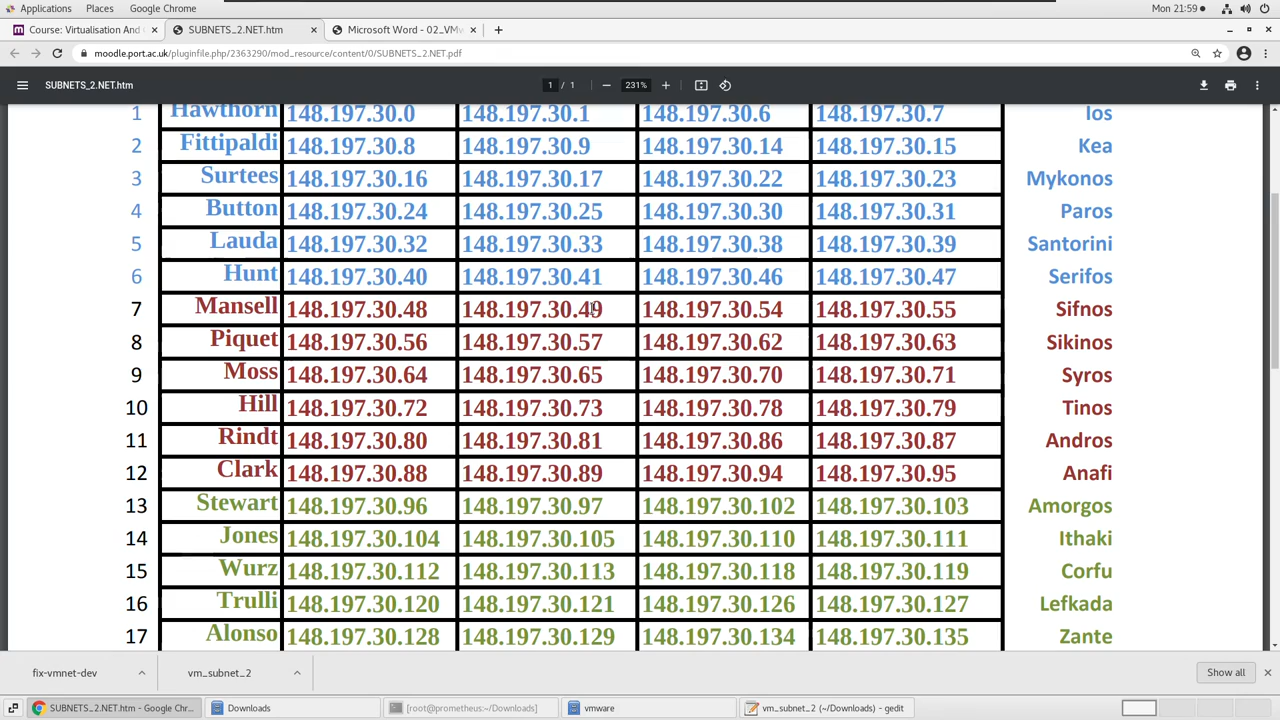 Applications Places Google Chrome Mon 21:59
Course: Virtualisation And SUBNETS_2.NET.htm Microsoft Word - 02_VMw
moodle.port.ac.uk/pluginfile.php/2363290/mod_resource/content/0/SUBNETS_2.NET.pdf
SUBNETS_2.NET.htm 1 / 1 231%
1 Hawthorn 148.197.30.0 148.197.30.1 148.197.30.6 148.197.30.7 Ios
2 Fittipaldi 148.197.30.8 148.197.30.9 148.197.30.14 148.197.30.15 Kea
3 Surtees 148.197.30.16 148.197.30.17 148.197.30.22 148.197.30.23 Mykonos
4 Button 148.197.30.24 148.197.30.25 148.197.30.30 148.197.30.31 Paros
5 Lauda 148.197.30.32 148.197.30.33 148.197.30.38 148.197.30.39 Santorini
6 Hunt 148.197.30.40 148.197.30.41 148.197.30.46 148.197.30.47 Serifos
7 Mansell 148.197.30.48 148.197.30.49 148.197.30.54 148.197.30.55 Sifnos
8 Piquet 148.197.30.56 148.197.30.57 148.197.30.62 148.197.30.63 Sikinos
9 Moss 148.197.30.64 148.197.30.65 148.197.30.70 148.197.30.71 Syros
10 Hill 148.197.30.72 148.197.30.73 148.197.30.78 148.197.30.79 Tinos
11 Rindt 148.197.30.80 148.197.30.81 148.197.30.86 148.197.30.87 Andros
12 Clark 148.197.30.88 148.197.30.89 148.197.30.94 148.197.30.95 Anafi
13 Stewart 148.197.30.96 148.197.30.97 148.197.30.102 148.197.30.103 Amorgos
14 Jones 148.197.30.104 148.197.30.105 148.197.30.110 148.197.30.111 Ithaki
15 Wurz 148.197.30.112 148.197.30.113 148.197.30.118 148.197.30.119 Corfu
16 Trulli 148.197.30.120 148.197.30.121 148.197.30.126 148.197.30.127 Lefkada
17 Alonso 148.197.30.128 148.197.30.129 148.197.30.134 148.197.30.135 Zante
fix-vmnet-dev vm_subnet_2 Show all
SUBNETS_2.NET.htm - Google Chr... Downloads [root@prometheus:~/Downloads] vmware vm_subnet_2 (~/Downloads) - gedit